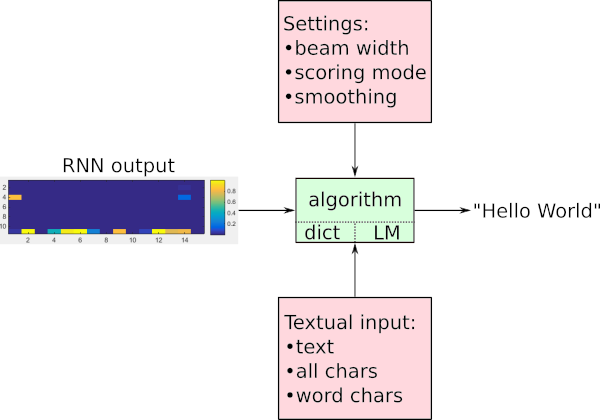 Settings:
•beam width
•scoring mode
•smoothing
RNN output
2
4
6
8
10
2 4 6 8 10 12 14
0.8
0.6
0.4
0.2
algorithm
dict LM
"Hello World"
Textual input:
•text
•all chars
•word chars